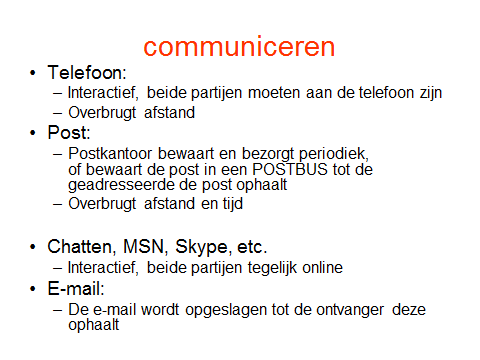 communiceren
• Telefoon:
– Interactief, beide partijen moeten aan de telefoon zijn
– Overbrugt afstand
• Post:
– Postkantoor bewaart en bezorgt periodiek,
of bewaart de post in een POSTBUS tot de
geadresseerde de post ophaalt
– Overbrugt afstand en tijd
• Chatten, MSN, Skype, etc.
– Interactief, beide partijen tegelijk online
• E-mail:
– De e-mail wordt opgeslagen tot de ontvanger deze
ophaalt